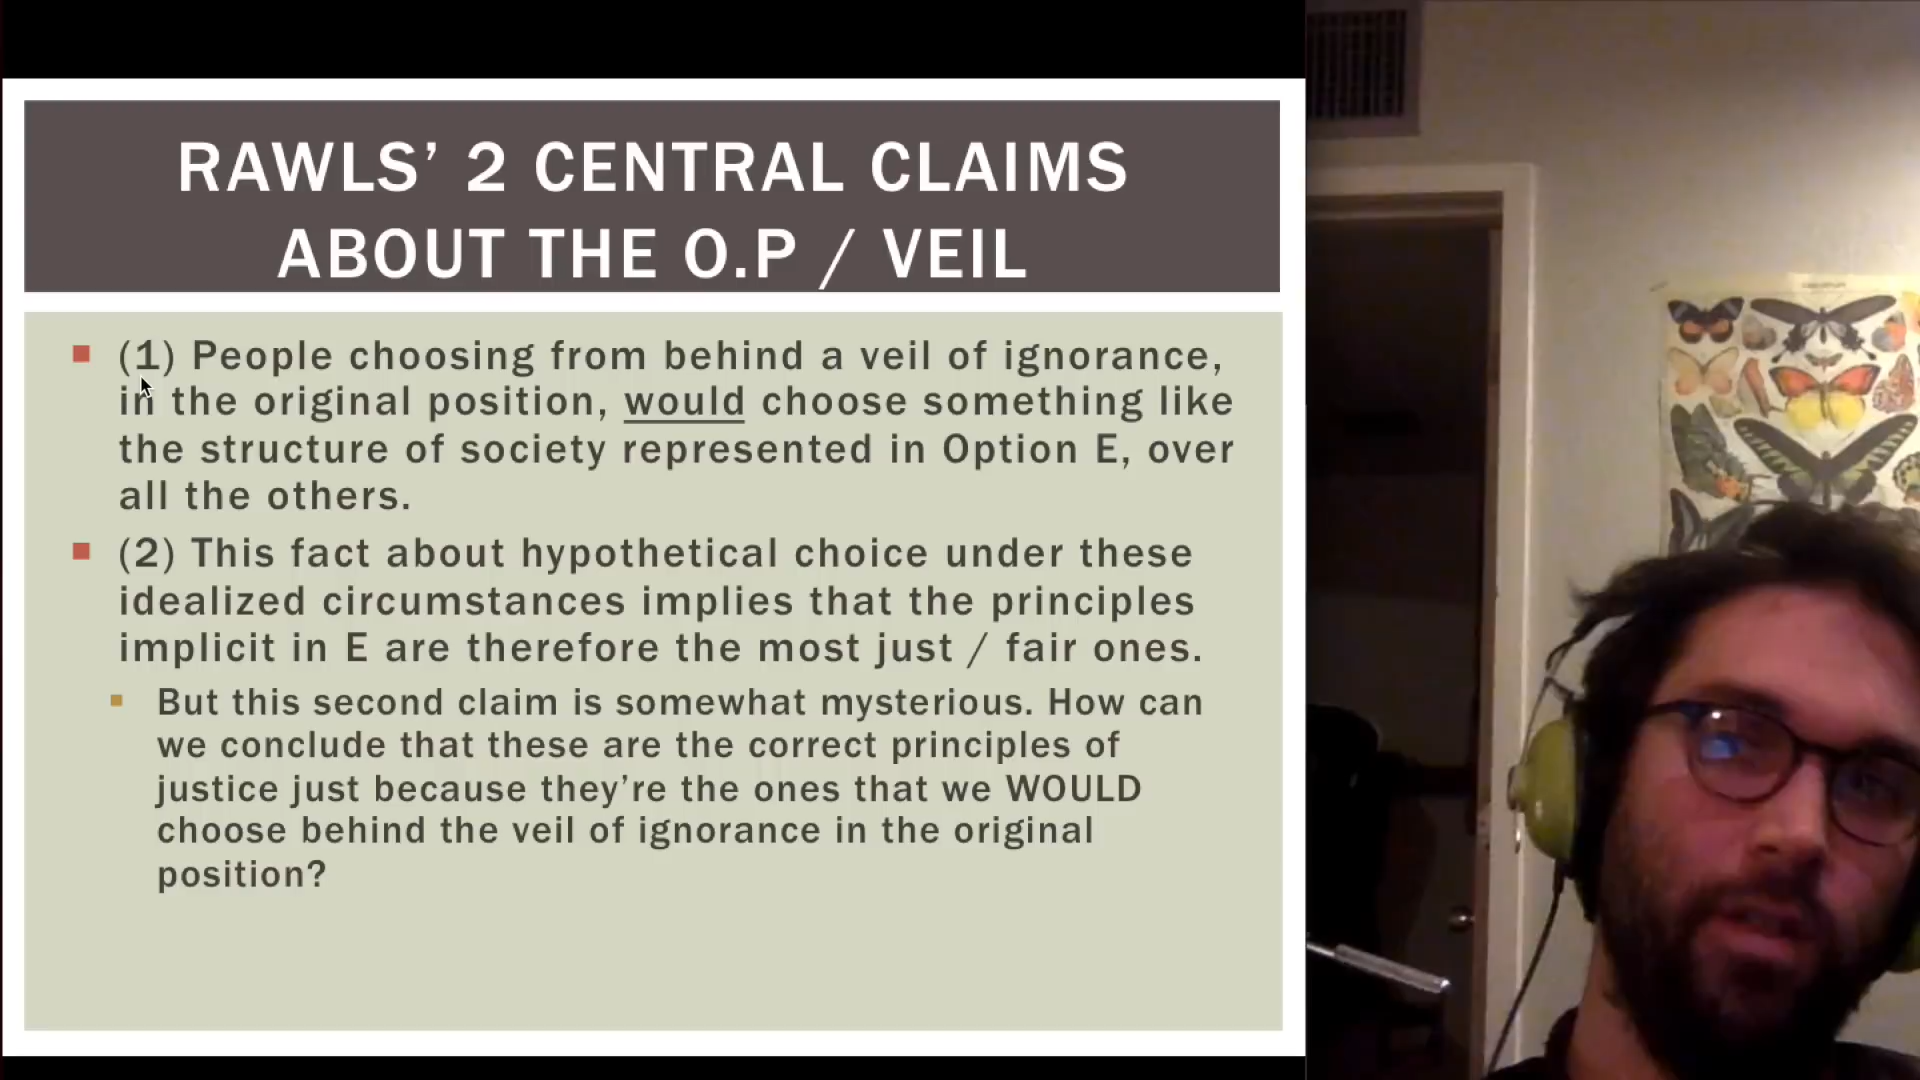 RAWLS’ 2 CENTRAL CLAIMS
ABOUT THE O.P / VEIL
(1) People choosing from behind a veil of ignorance,
in the original position, would choose something like
the structure of society represented in Option E, over
all the others.
(2) This fact about hypothetical choice under these
idealized circumstances implies that the principles
implicit in E are therefore the most just / fair ones.
But this second claim is somewhat mysterious. How can
we conclude that these are the correct principles of
justice just because they’re the ones that we WOULD
choose behind the veil of ignorance in the original
position?